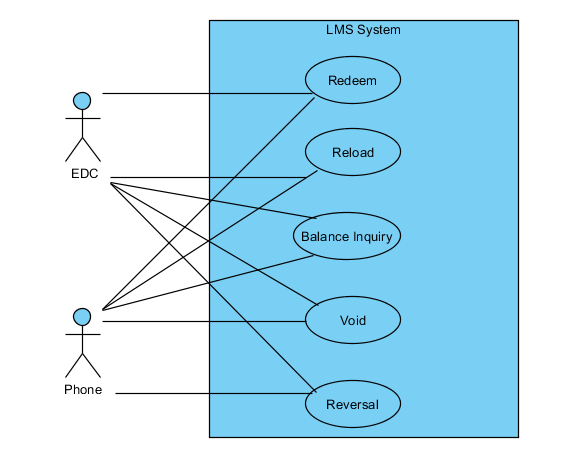 LMS System
Redeem
Reload
EDC
Balance Inquiry
Void
Phone
Reversal